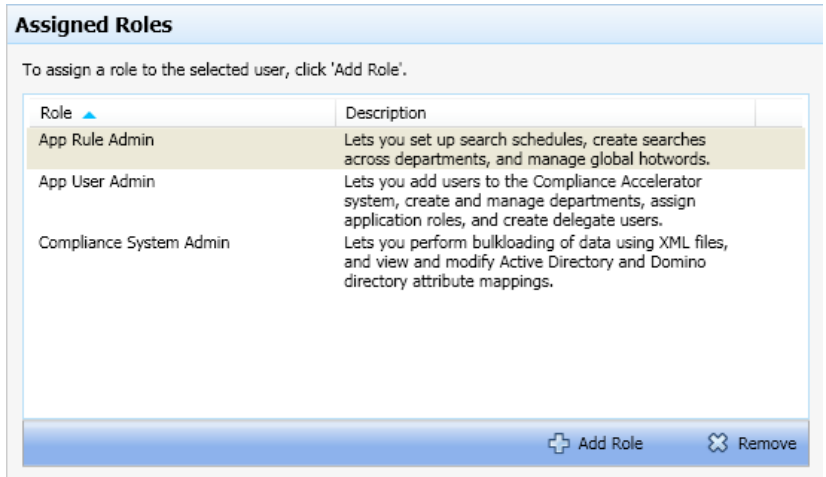 Assigned Roles
To assign a role to the selected user, click 'Add Role'.
Role Description
App Rule Admin Lets you set up search schedules, create searches
across departments, and manage global hotwords.
App User Admin Lets you add users to the Compliance Accelerator
system, create and manage departments, assign
application roles, and create delegate users.
Compliance System Admin Lets you perform bulkloading of data using XML files,
and view and modify Active Directory and Domino
directory attribute mappings.
Add Role Remove